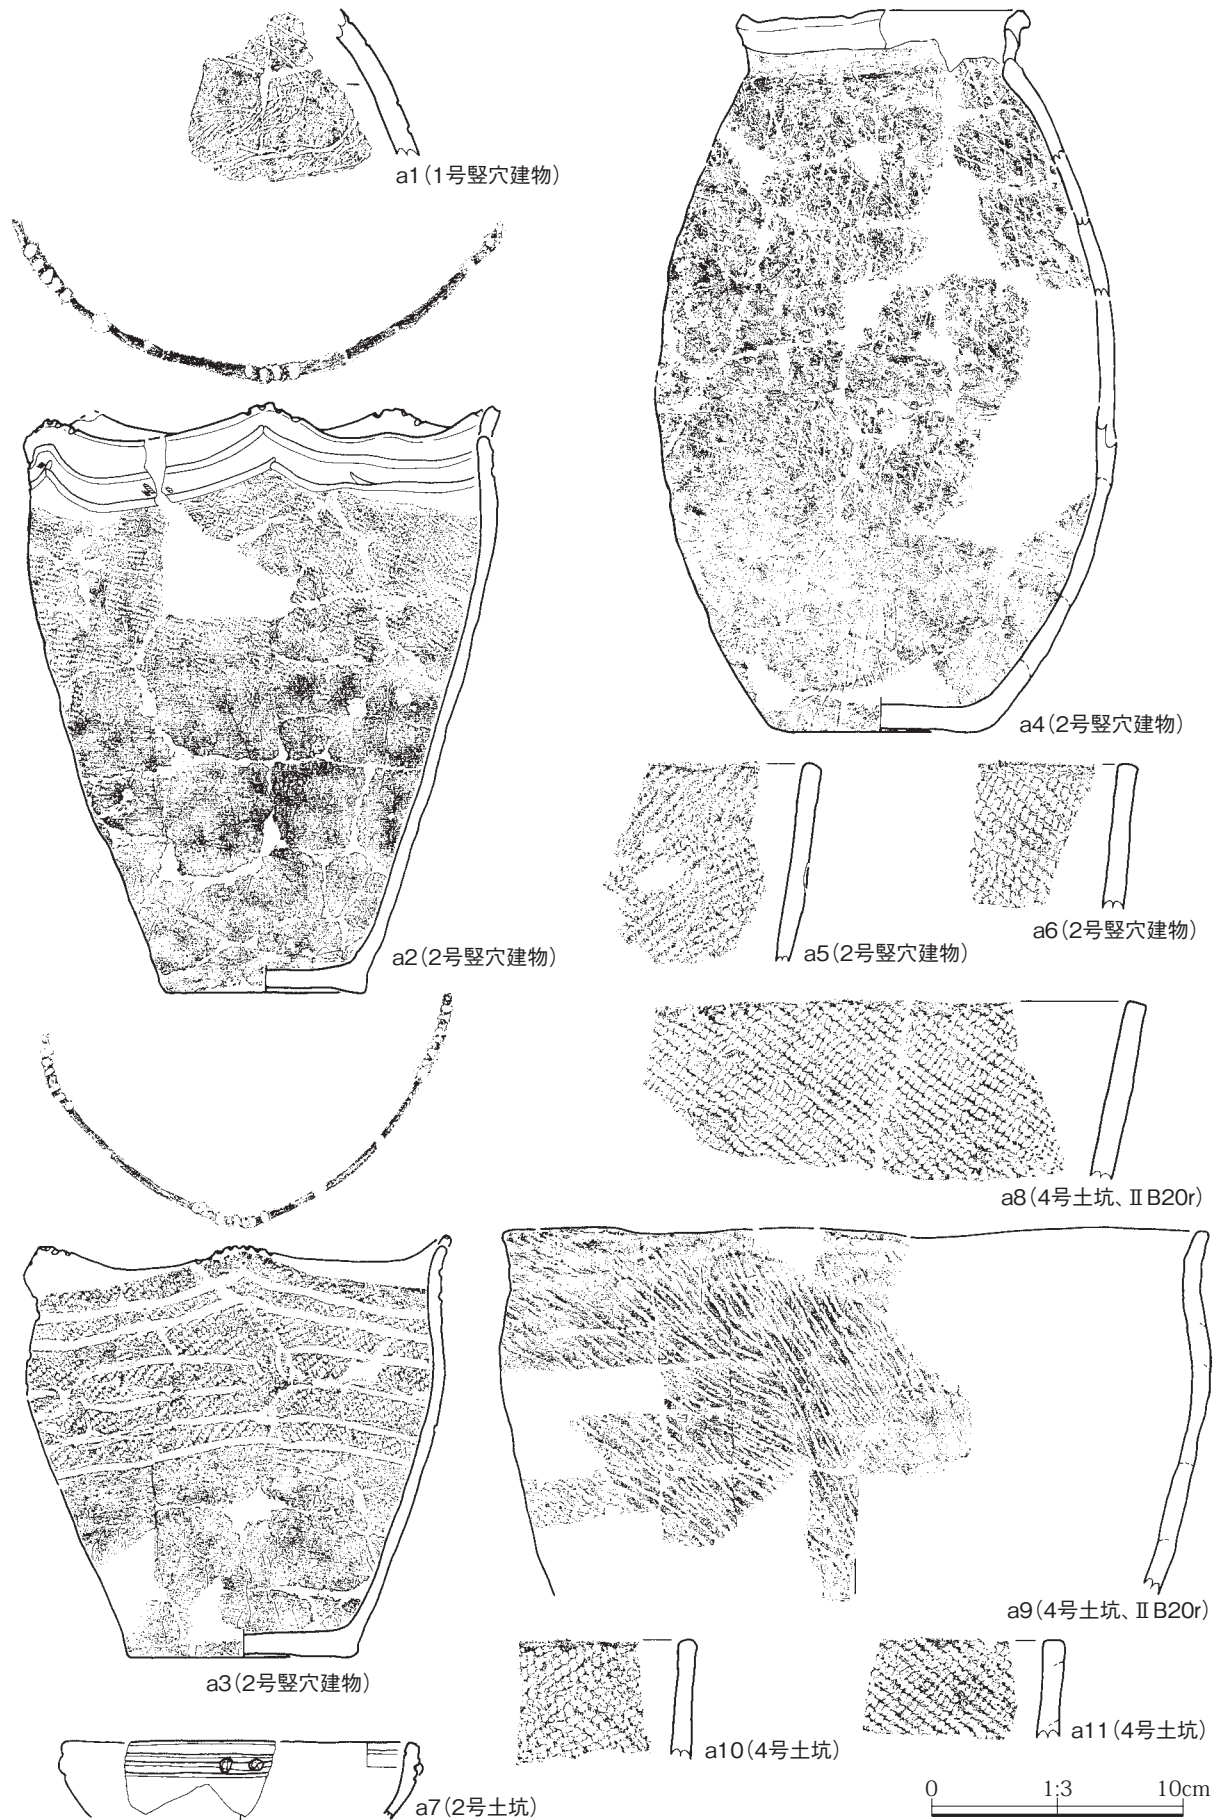 a1(1号竪穴建物)
a4(2号竪穴建物)
a2(2号竪穴建物)
a5(2号竪穴建物)
a6(2号竪穴建物)
a8(4号土坑、ⅡB20r)
a3(2号竪穴建物)
a9(4号土坑、ⅡB20r)
a10(4号土坑)
a11(4号土坑)
a7(2号土坑)
0 1:3 10cm